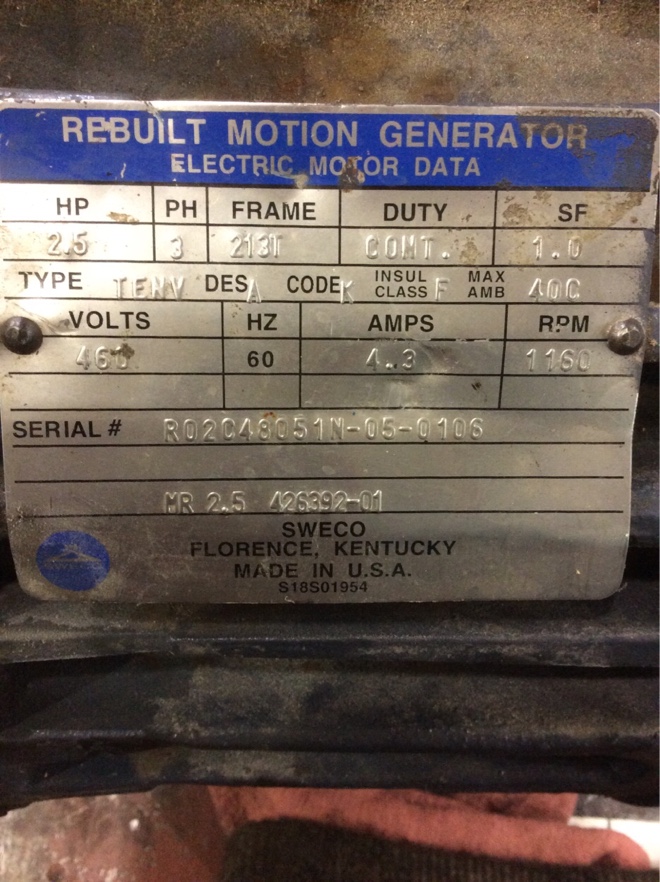 REBUILT MOTION GENERATOR
ELECTRIC MOTOR DATA
HP PH FRAME DUTY SF
2.5 3 213T CONT. 1.0
TYPE TENV DES A CODE K INSUL CLASS F MAX AMB 40C
VOLTS HZ AMPS RPM
460 60 4.3 1160
SERIAL # R02C48051N-05-0106
MR 2.5 426392-01
SWECO
FLORENCE, KENTUCKY
MADE IN U.S.A.
S18S01954